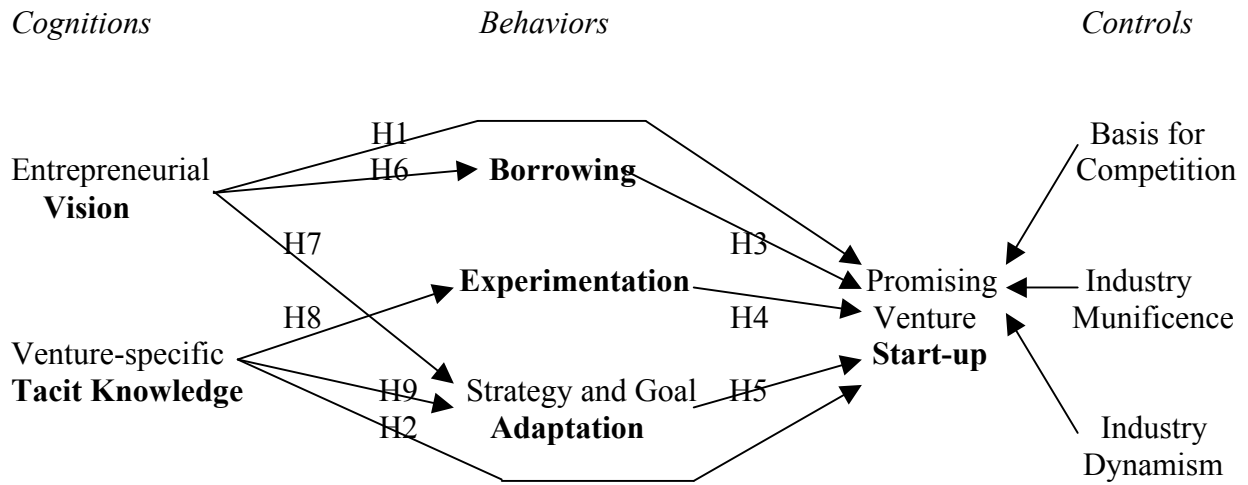 Cognitions Behaviors Controls
H1
Basis for
Competition
Entrepreneurial
Vision
H6
Borrowing
H7
H3
Experimentation
Promising
Venture
Start-up
Industry
Munificence
H8
H4
Venture-specific
Tacit Knowledge
H9
H2
Strategy and Goal
Adaptation
H5
Industry
Dynamism